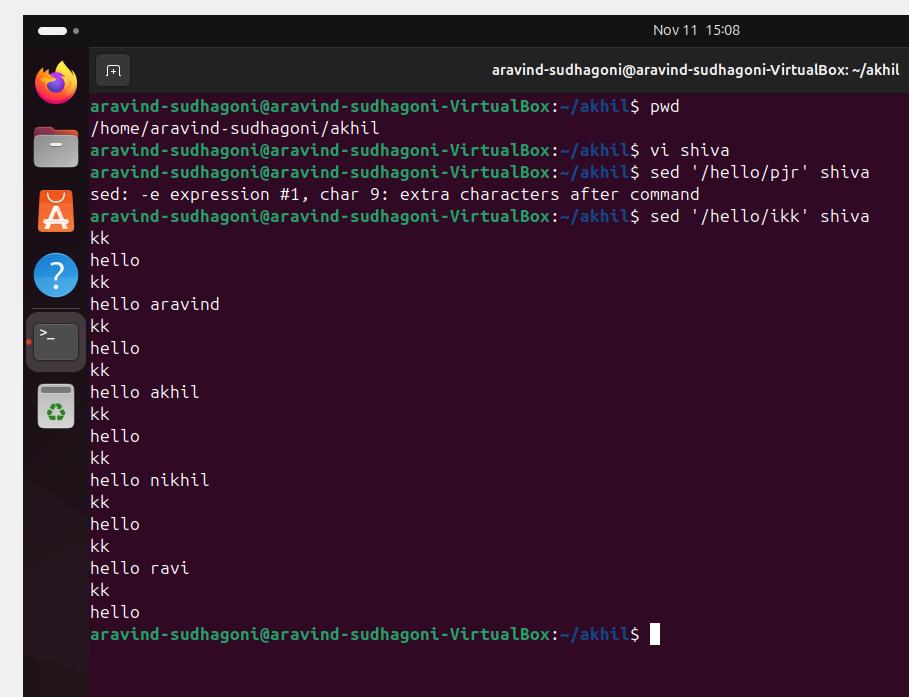 Nov 11 15:08
aravind-sudhagoni@aravind-sudhagoni-VirtualBox: ~/akhil
aravind-sudhagoni@aravind-sudhagoni-VirtualBox:~/akhil$ pwd
/home/aravind-sudhagoni/akhil
aravind-sudhagoni@aravind-sudhagoni-VirtualBox:~/akhil$ vi shiva
aravind-sudhagoni@aravind-sudhagoni-VirtualBox:~/akhil$ sed '/hello/pjr' shiva
sed: -e expression #1, char 9: extra characters after command
aravind-sudhagoni@aravind-sudhagoni-VirtualBox:~/akhil$ sed '/hello/ikk' shiva
kk
hello
kk
hello aravind
kk
hello
kk
hello akhil
kk
hello
kk
hello nikhil
kk
hello
kk
hello ravi
kk
hello
aravind-sudhagoni@aravind-sudhagoni-VirtualBox:~/akhil$